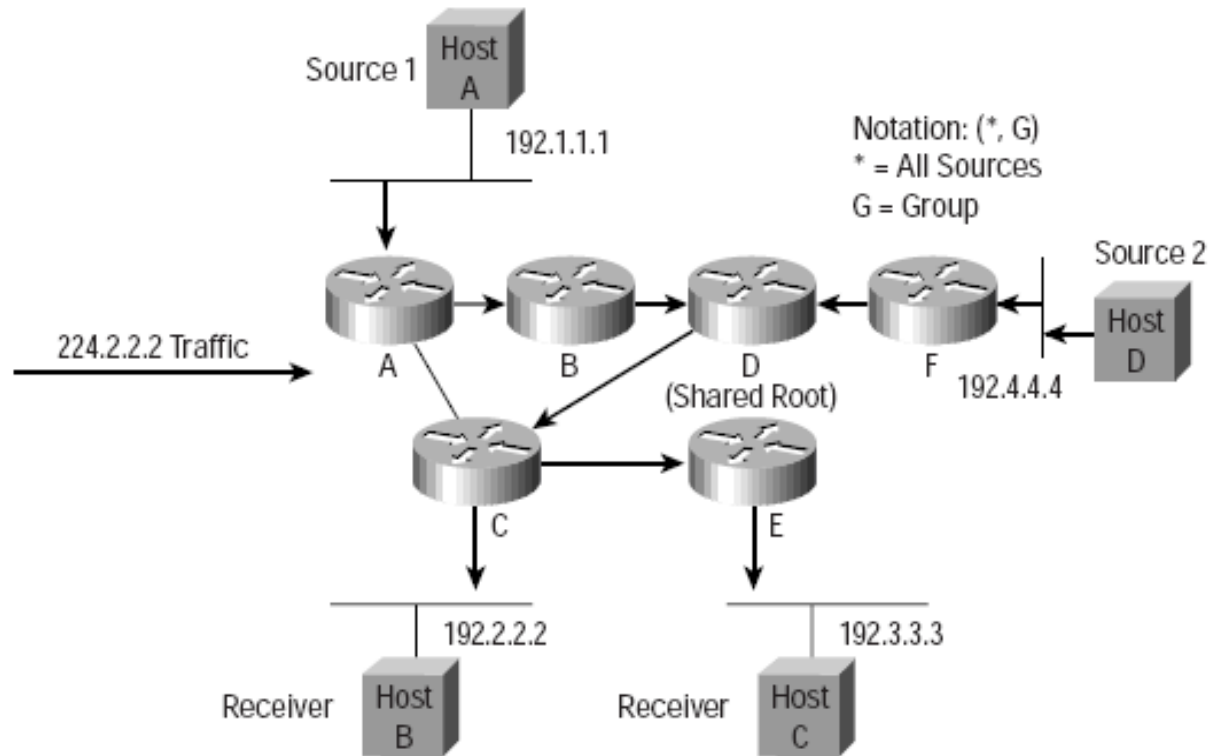 Host
A
Source 1
192.1.1.1
Notation: (*, G)
* = All Sources
G = Group
Source 2
Host
D
192.4.4.4
224.2.2.2 Traffic
A
B
D
F
(Shared Root)
C
E
192.2.2.2
192.3.3.3
Receiver
Host
B
Receiver
Host
C